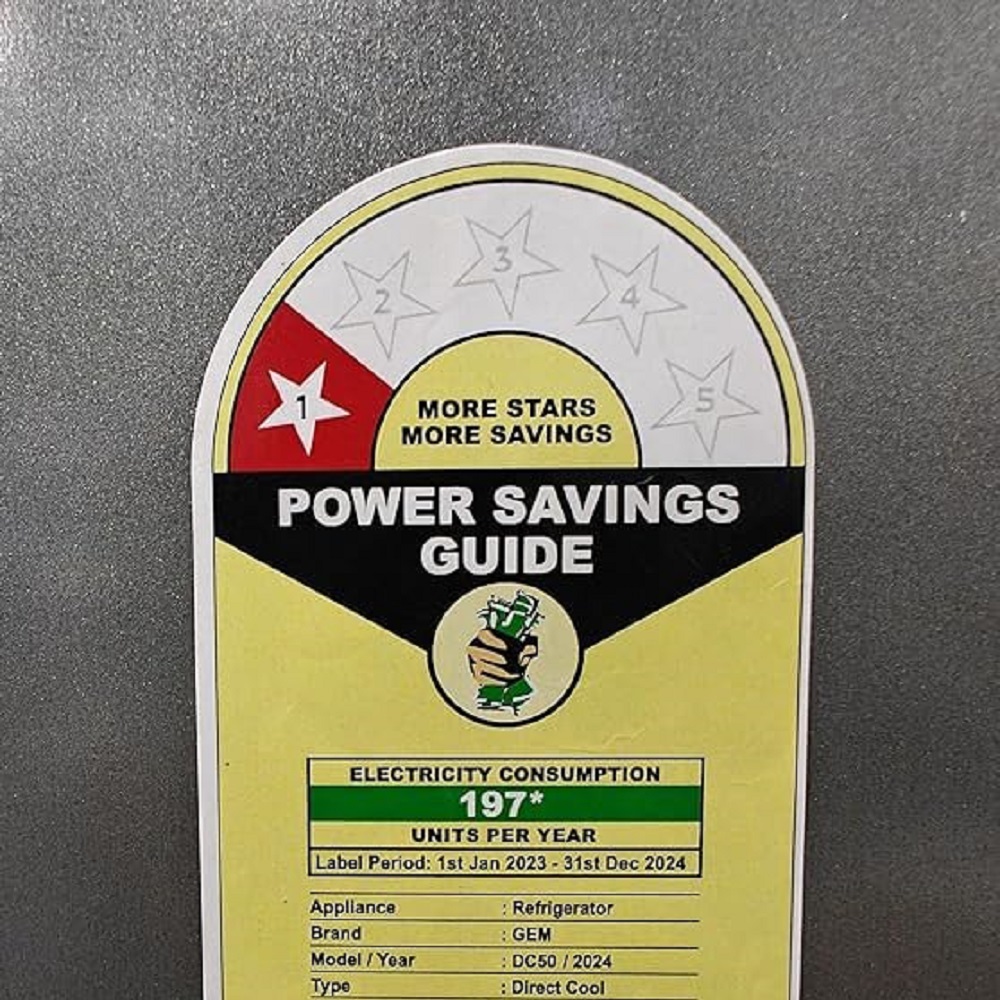 3
2
4
1
5
MORE STARS
MORE SAVINGS
POWER SAVINGS
GUIDE
ELECTRICITY CONSUMPTION
197*
UNITS PER YEAR
Label Period: 1st Jan 2023 - 31st Dec 2024
Appliance : Refrigerator
Brand : GEM
Model / Year : DC50 / 2024
Type : Direct Cool